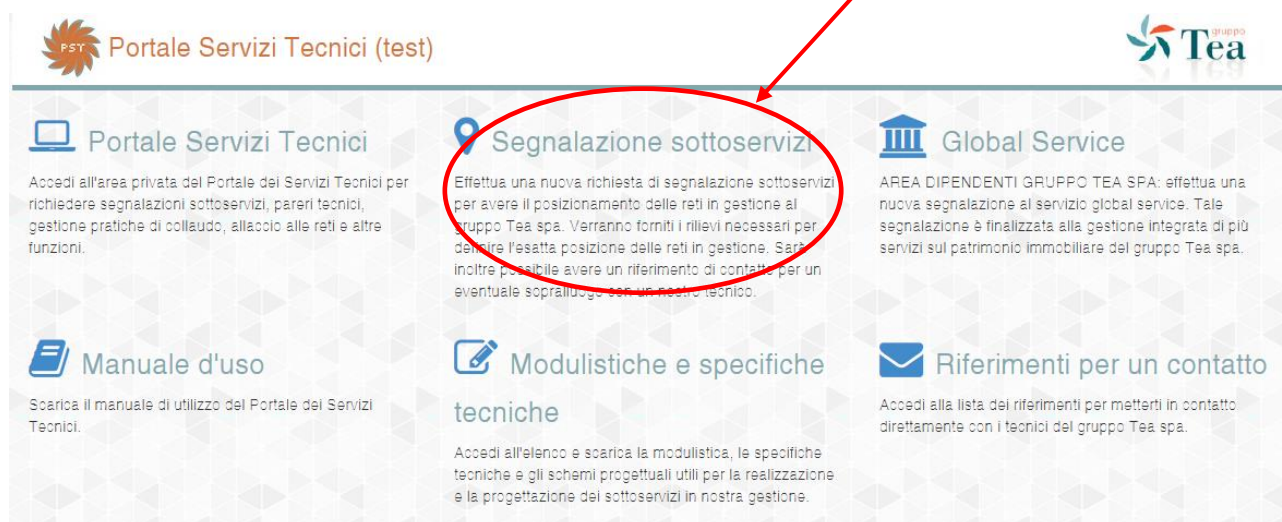 PST Portale Servizi Tecnici (test)
gruppo
Tea
Portale Servizi Tecnici
Accedi all'area privata del Portale dei Servizi Tecnici per
richiedere segnalazioni sottoservizi, pareri tecnici,
gestione pratiche di collaudo, allaccio alle reti e altre
funzioni.
Segnalazione sottoservizi
Effettua una nuova richiesta di segnalazione sottoservizi
per avere il posizionamento delle reti in gestione al
gruppo Tea spa. Verranno forniti i rilievi necessari per
definire l'esatta posizione delle reti in gestione. Sarà
inoltre possibile avere un riferimento di contatto per un
eventuale sopralluogo con un nostro tecnico.
Global Service
AREA DIPENDENTI GRUPPO TEA SPA: effettua una
nuova segnalazione al servizio global service. Tale
segnalazione è finalizzata alla gestione integrata di più
servizi sul patrimonio immobiliare del gruppo Tea spa.
Manuale d'uso
Scarica il manuale di utilizzo del Portale dei Servizi
Tecnici.
Modulistiche e specifiche
tecniche
Accedi all'elenco e scarica la modulistica, le specifiche
tecniche e gli schemi progettuali utili per la realizzazione
e la progettazione dei sottoservizi in nostra gestione.
Riferimenti per un contatto
Accedi alla lista dei riferimenti per metterti in contatto
direttamente con i tecnici del gruppo Tea spa.